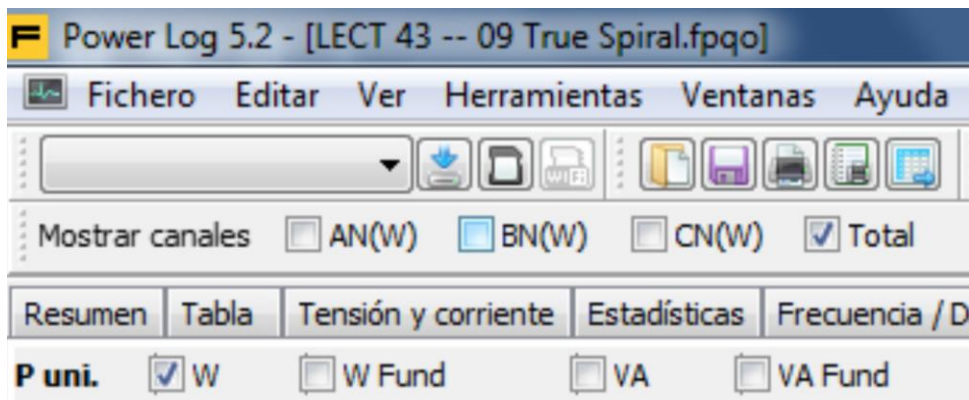 Power Log 5.2 - [LECT 43 -- 09 True Spiral.fpqo]
Fichero Editar Ver Herramientas Ventanas Ayuda
WIFI
Mostrar canales AN(W) BN(W) CN(W) Total
Resumen Tabla Tensión y corriente Estadísticas Frecuencia / D
P uni. W W Fund VA VA Fund